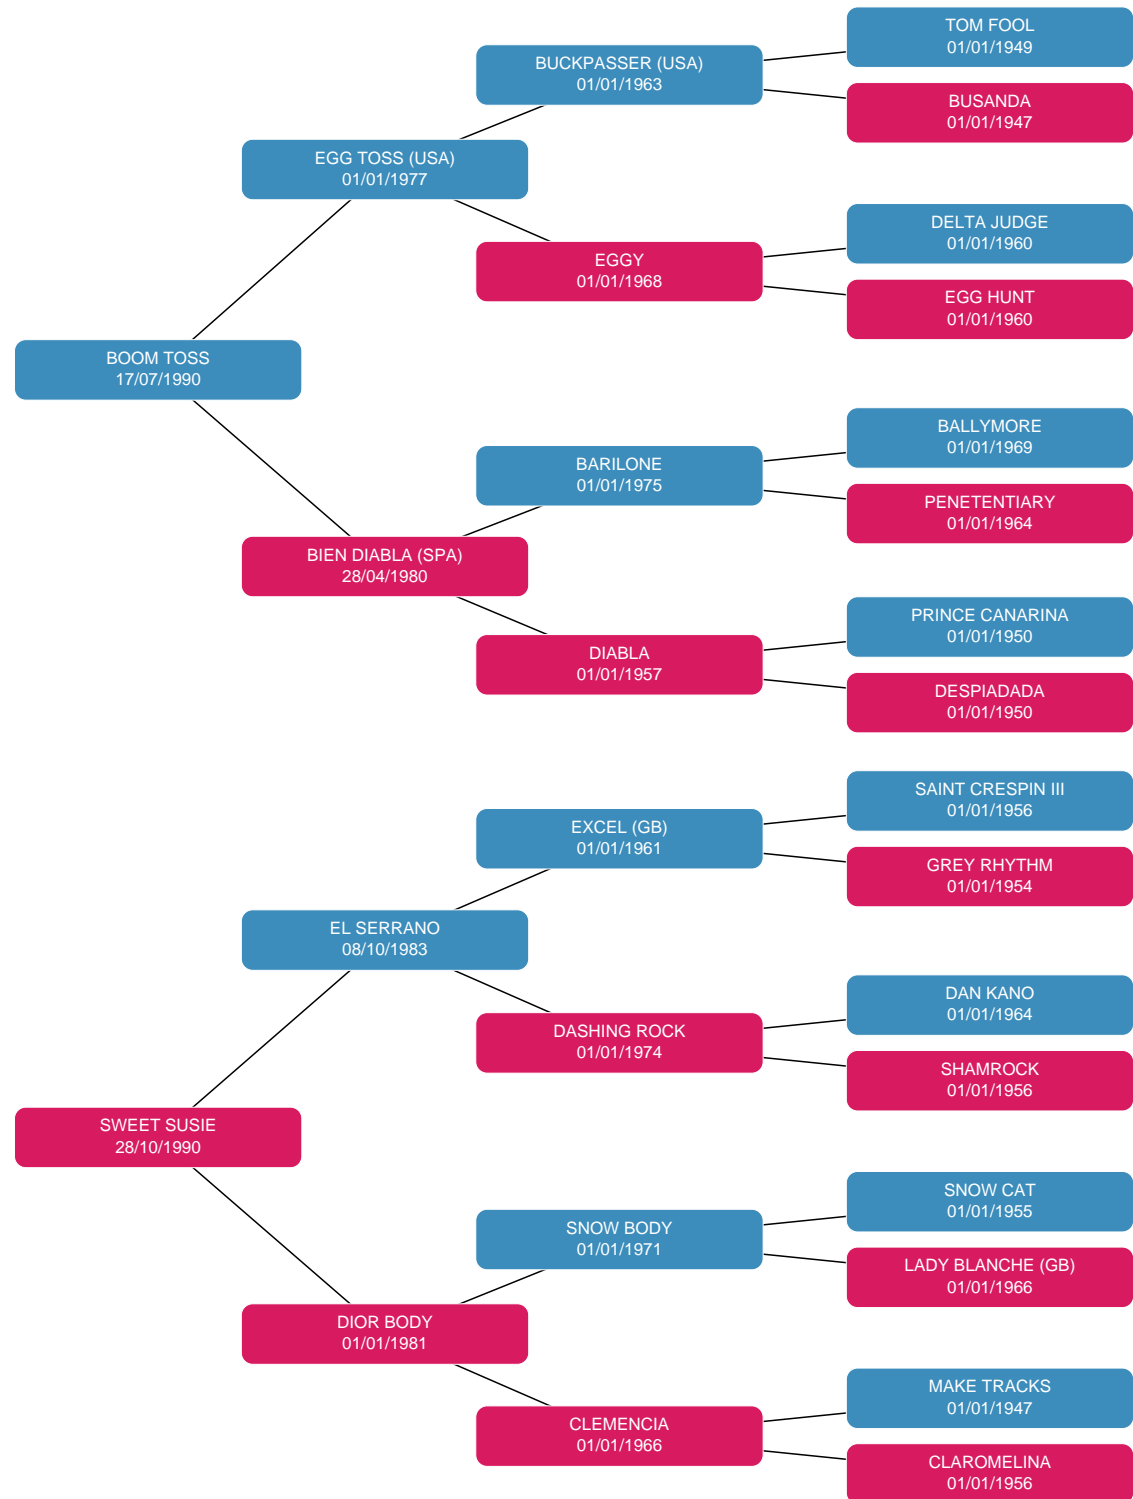 TOM FOOL
01/01/1949
BUCKPASSER (USA)
01/01/1963
BUSANDA
01/01/1947
EGG TOSS (USA)
01/01/1977
DELTA JUDGE
01/01/1960
EGGY
01/01/1968
EGG HUNT
01/01/1960
BOOM TOSS
17/07/1990
BALLYMORE
01/01/1969
BARILONE
01/01/1975
PENETENTIARY
01/01/1964
BIEN DIABLA (SPA)
28/04/1980
PRINCE CANARINA
01/01/1950
DIABLA
01/01/1957
DESPIADADA
01/01/1950
SAINT CRESPIN III
01/01/1956
EXCEL (GB)
01/01/1961
GREY RHYTHM
01/01/1954
EL SERRANO
08/10/1983
DAN KANO
01/01/1964
DASHING ROCK
01/01/1974
SHAMROCK
01/01/1956
SWEET SUSIE
28/10/1990
SNOW CAT
01/01/1955
SNOW BODY
01/01/1971
LADY BLANCHE (GB)
01/01/1966
DIOR BODY
01/01/1981
MAKE TRACKS
01/01/1947
CLEMENCIA
01/01/1966
CLAROMELINA
01/01/1956